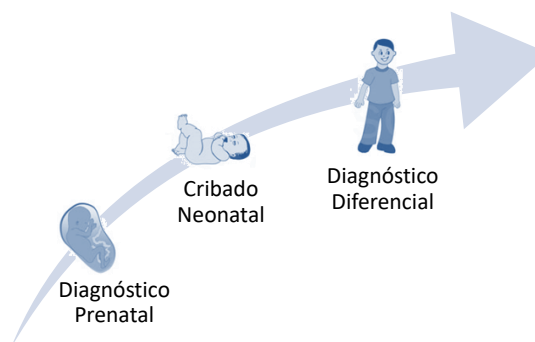 Diagnóstico
Prenatal
Cribado
Neonatal
Diagnóstico
Diferencial